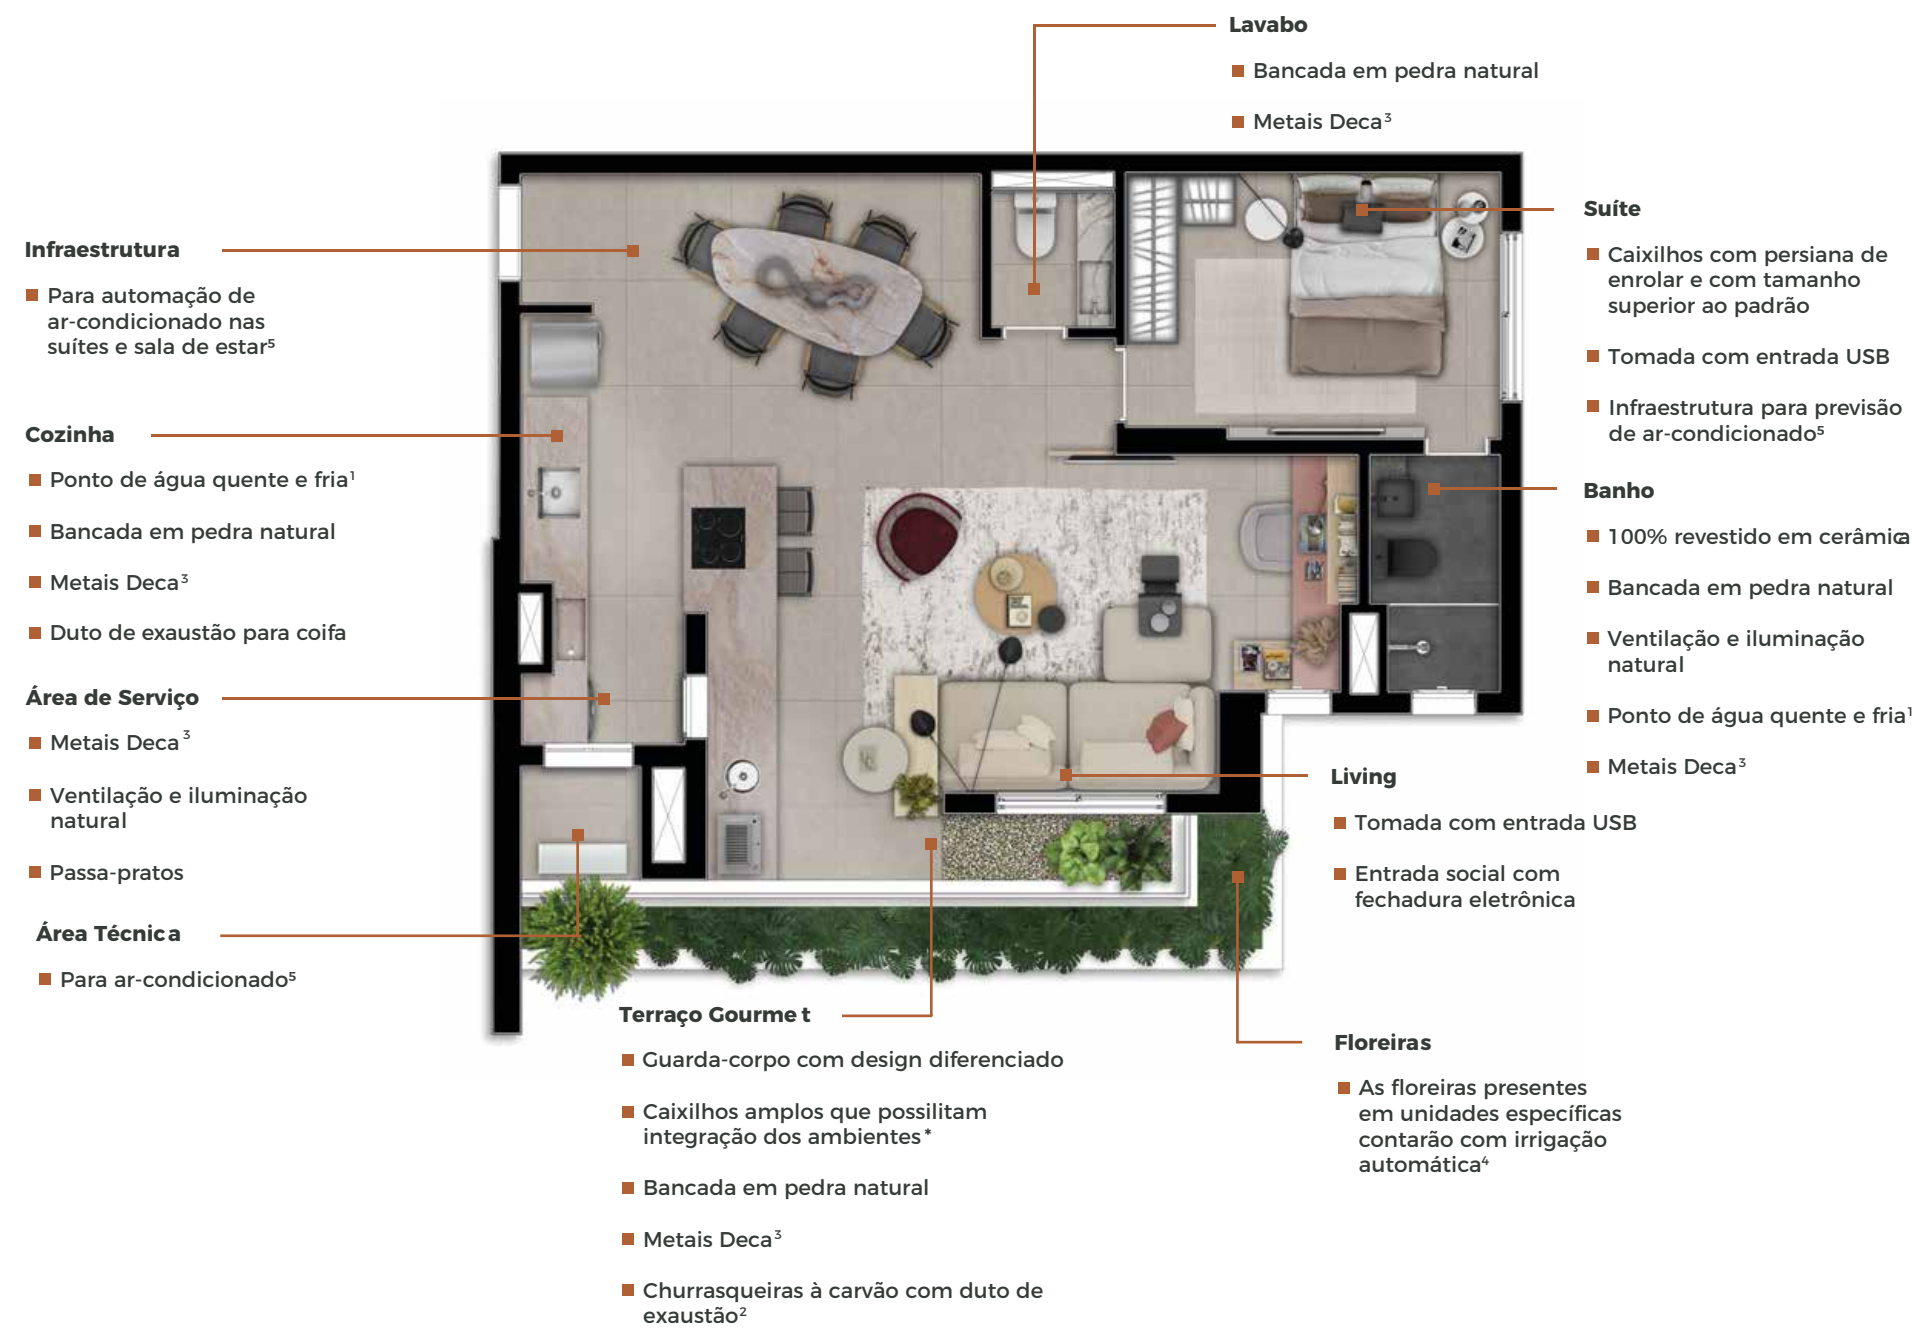 Lavabo
Bancada em pedra natural
Metais Deca³
Infraestrutura
Para automação de
ar-condicionado nas
suítes e sala de estar⁵
Cozinha
Ponto de água quente e fria¹
Bancada em pedra natural
Metais Deca³
Duto de exaustão para coifa
Área de Serviço
Metais Deca³
Ventilação e iluminação
natural
Passa-pratos
Área Técnica
Para ar-condicionado⁵
Suíte
Caixilhos com persiana de
enrolar e com tamanho
superior ao padrão
Tomada com entrada USB
Infraestrutura para previsão
de ar-condicionado⁵
Banho
100% revestido em cerâmica
Bancada em pedra natural
Ventilação e iluminação
natural
Ponto de água quente e fria¹
Metais Deca³
Living
Tomada com entrada USB
Entrada social com
fechadura eletrônica
Terraço Gourmet
Guarda-corpo com design diferenciado
Caixilhos amplos que possilitam
integração dos ambientes*
Bancada em pedra natural
Metais Deca³
Churrasqueiras à carvão com duto de
exaustão²
Floreiras
As floreiras presentes
em unidades específicas
contarão com irrigação
automática⁴